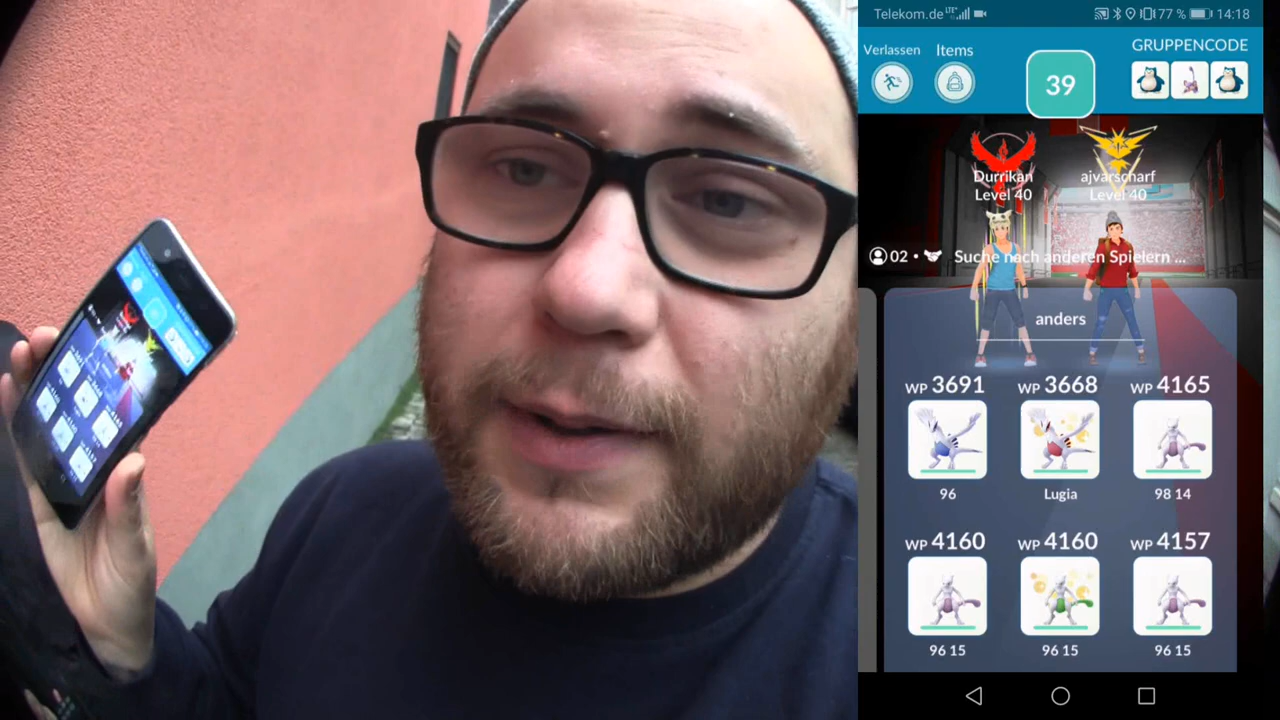 Telekom.de LTE 77 % 14:18
Verlassen Items GRUPPENCODE
39
Durrikan ajvarscharf
Level 40 Level 40
02 • Suche nach anderen Spielern ...
anders
WP 3691 WP 3668 WP 4165
96 Lugia 98 14
WP 4160 WP 4160 WP 4157
96 15 96 15 96 15